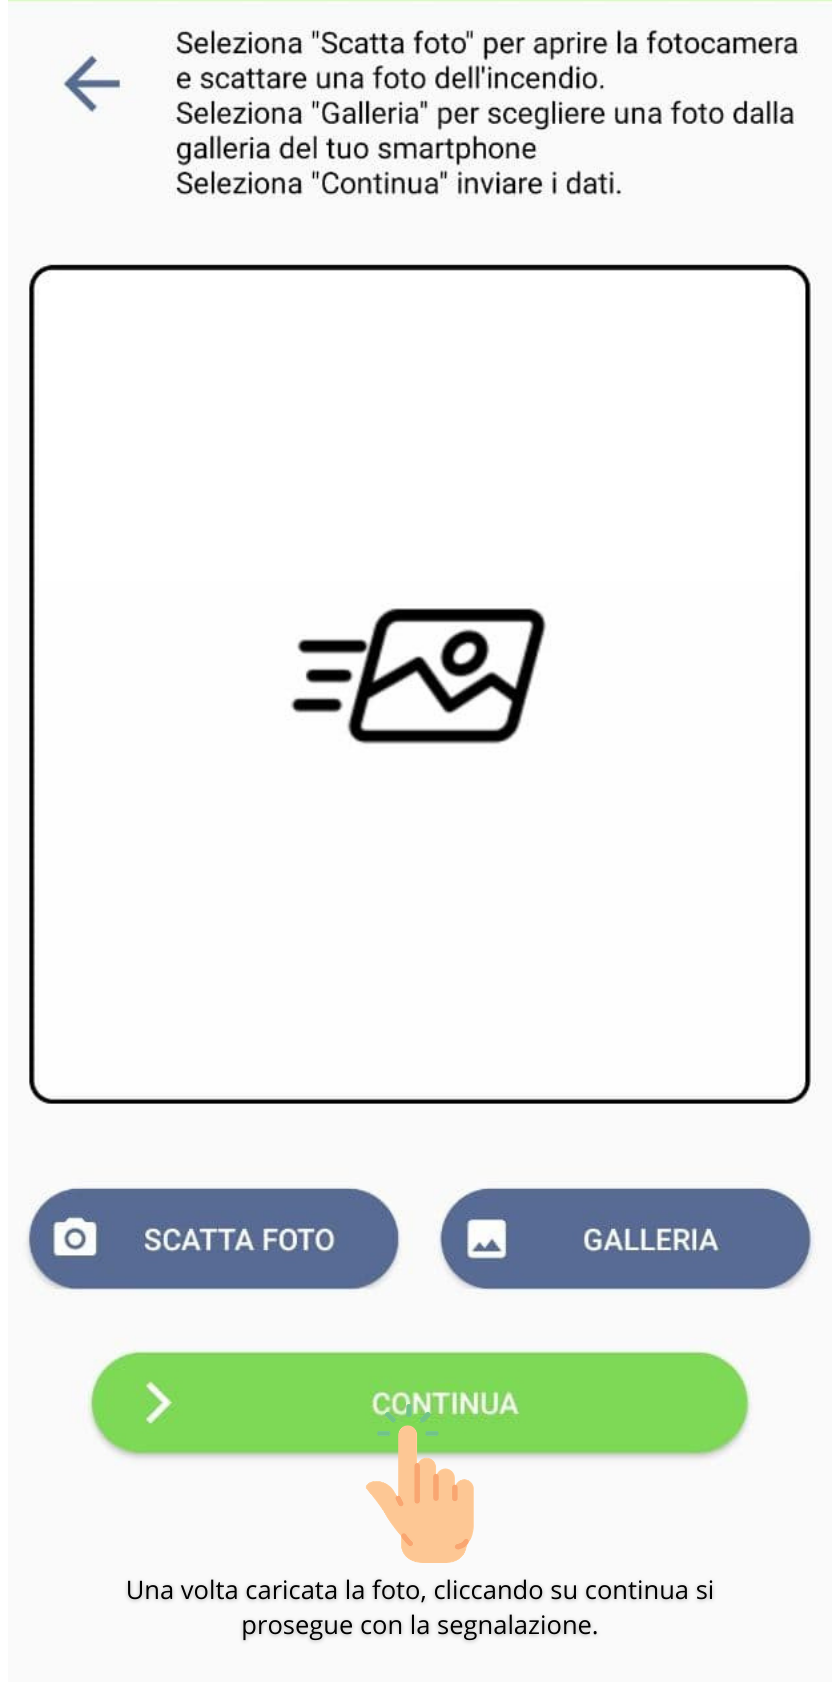 Seleziona "Scatta foto" per aprire la fotocamera
e scattare una foto dell'incendio.
Seleziona "Galleria" per scegliere una foto dalla
galleria del tuo smartphone
Seleziona "Continua" inviare i dati.
SCATTA FOTO
GALLERIA
CONTINUA
Una volta caricata la foto, cliccando su continua si
prosegue con la segnalazione.